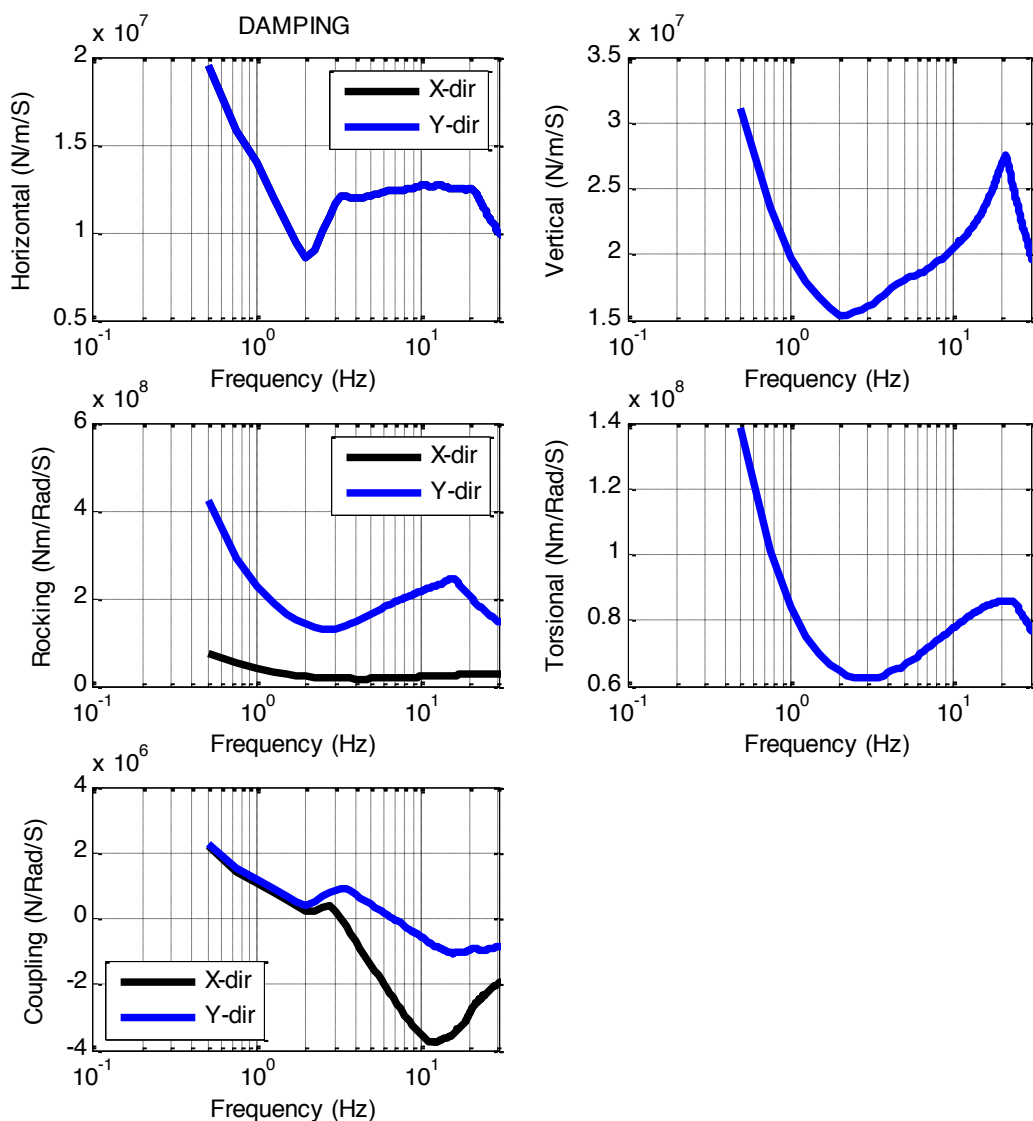 DAMPING
x 10^7
2
1.5
1
0.5
Horizontal (N/m/S)
X-dir
Y-dir
10^-1
10^0
10^1
Frequency (Hz)
x 10^7
3.5
3
2.5
2
1.5
Vertical (N/m/S)
10^-1
10^0
10^1
Frequency (Hz)
x 10^8
6
4
2
0
Rocking (Nm/Rad/S)
X-dir
Y-dir
10^-1
10^0
10^1
Frequency (Hz)
x 10^8
1.4
1.2
1
0.8
0.6
Torsional (Nm/Rad/S)
10^-1
10^0
10^1
Frequency (Hz)
x 10^6
4
2
0
-2
-4
Coupling (N/Rad/S)
X-dir
Y-dir
10^-1
10^0
10^1
Frequency (Hz)